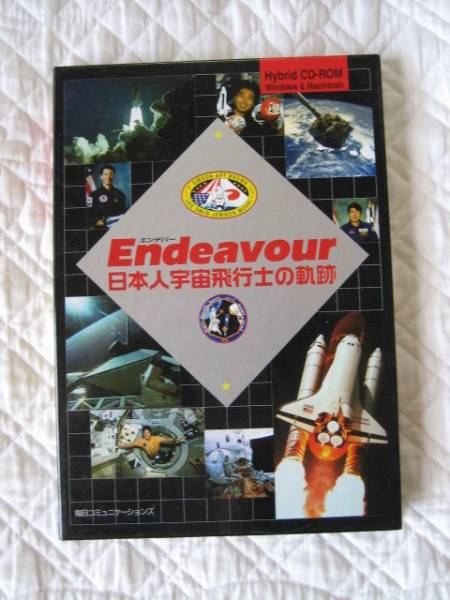 Hybrid CD-ROM
Windows & Macintosh
エンデバー
Endeavour
日本人宇宙飛行士の軌跡
毎日コミュニケーションズ